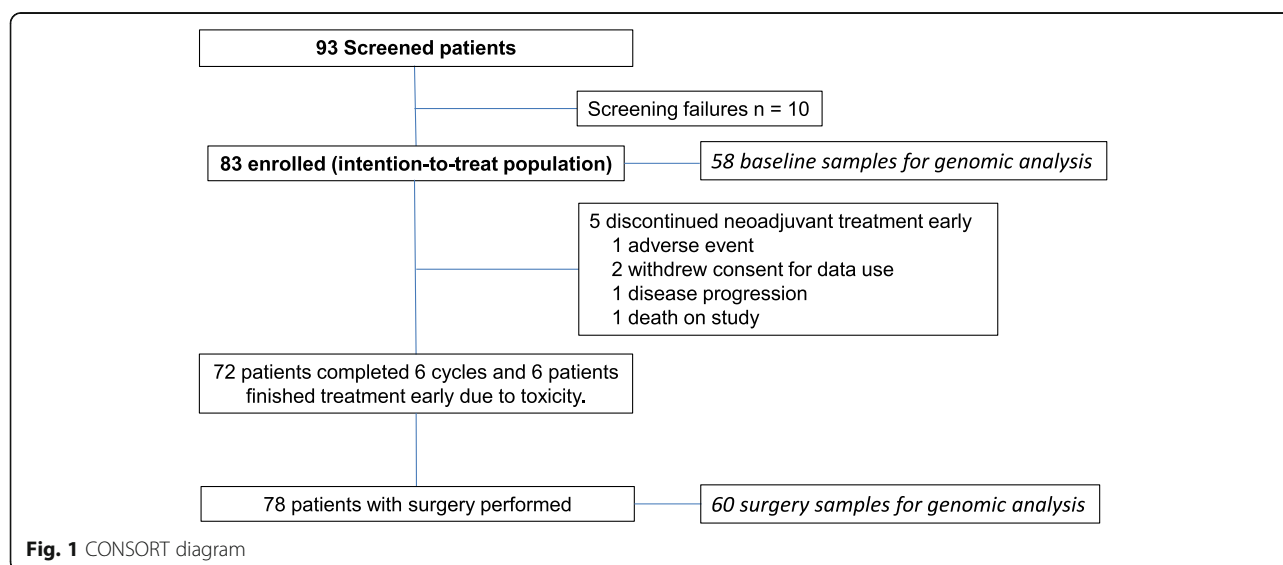 93 Screened patients
Screening failures n = 10
83 enrolled (intention-to-treat population)
58 baseline samples for genomic analysis
5 discontinued neoadjuvant treatment early
1 adverse event
2 withdrew consent for data use
1 disease progression
1 death on study
72 patients completed 6 cycles and 6 patients
finished treatment early due to toxicity.
78 patients with surgery performed
60 surgery samples for genomic analysis
Fig. 1 CONSORT diagram